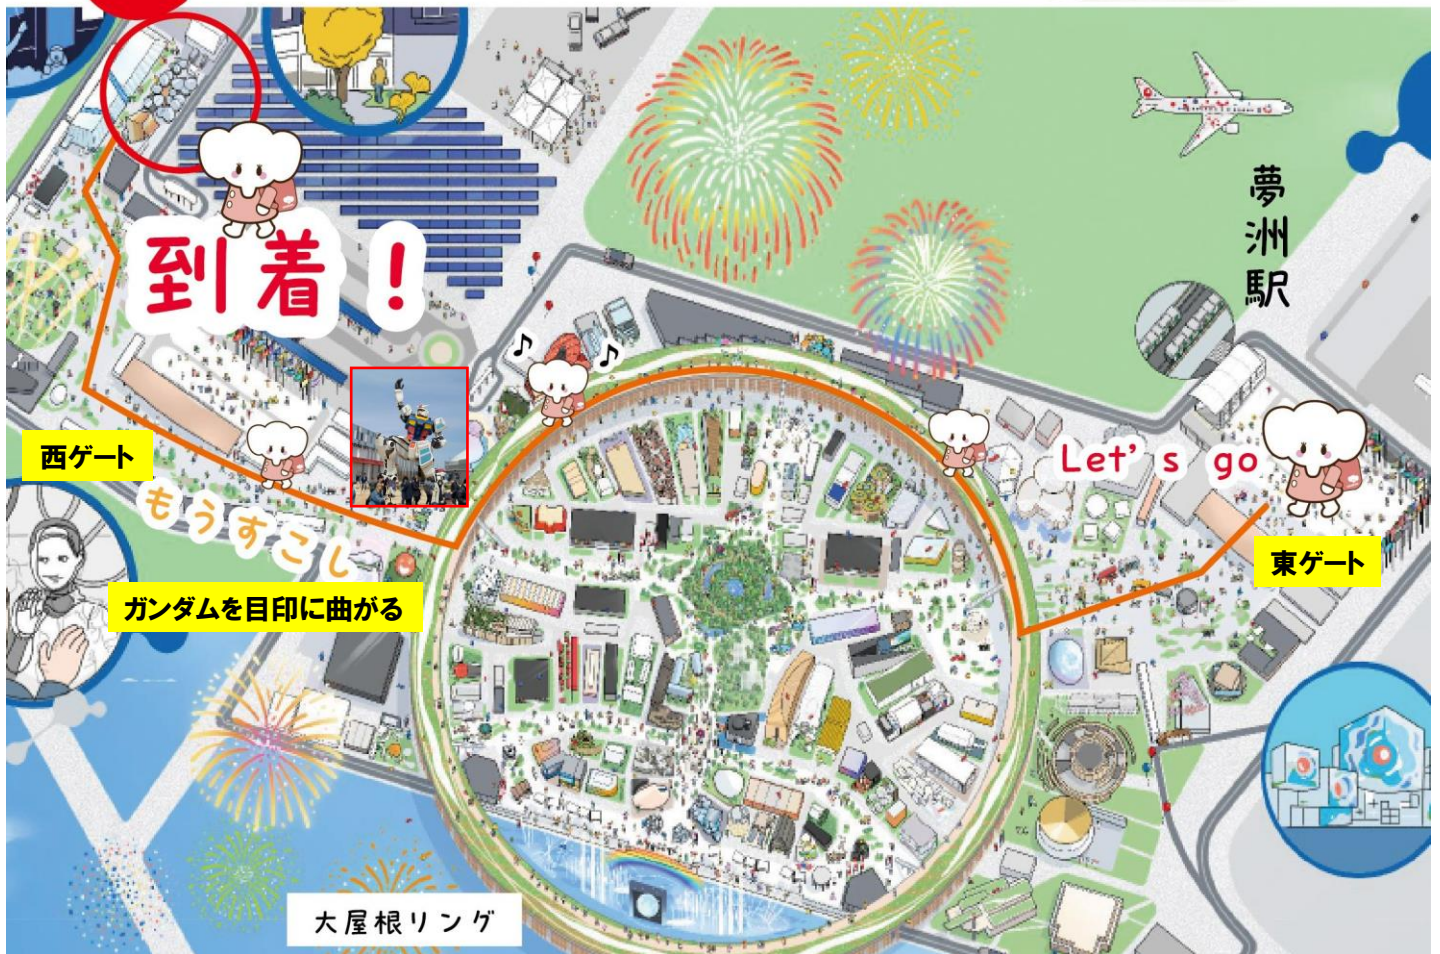 夢洲駅
到着！
♪ ♪
Let's go
西ゲート
もうすこし
東ゲート
ガンダムを目印に曲がる
大屋根リング